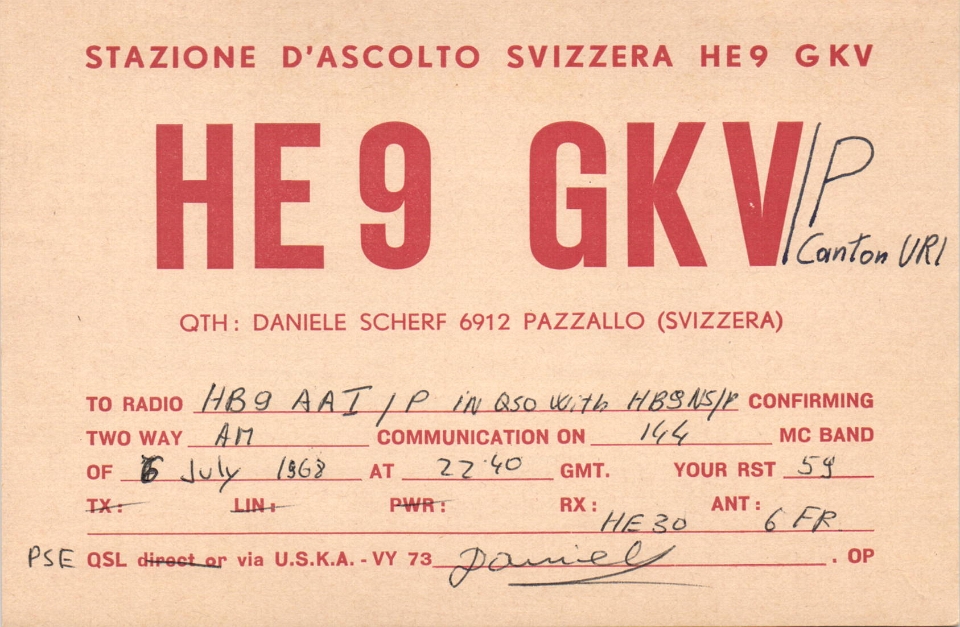 STAZIONE D'ASCOLTO SVIZZERA HE9 GKV
HE9 GKV/P
Canton URI
QTH: DANIELE SCHERF 6912 PAZZALLO (SVIZZERA)
TO RADIO HB9 AAI/P in QSO with HB9NS/P CONFIRMING
TWO WAY AM COMMUNICATION ON 144 MC BAND
OF 6 July 1968 AT 22.40 GMT. YOUR RST 59
TX: LIN: PWR: RX: ANT:
HE30 6 FR.
PSE QSL direct or via U.S.K.A. - VY 73 Daniel . OP